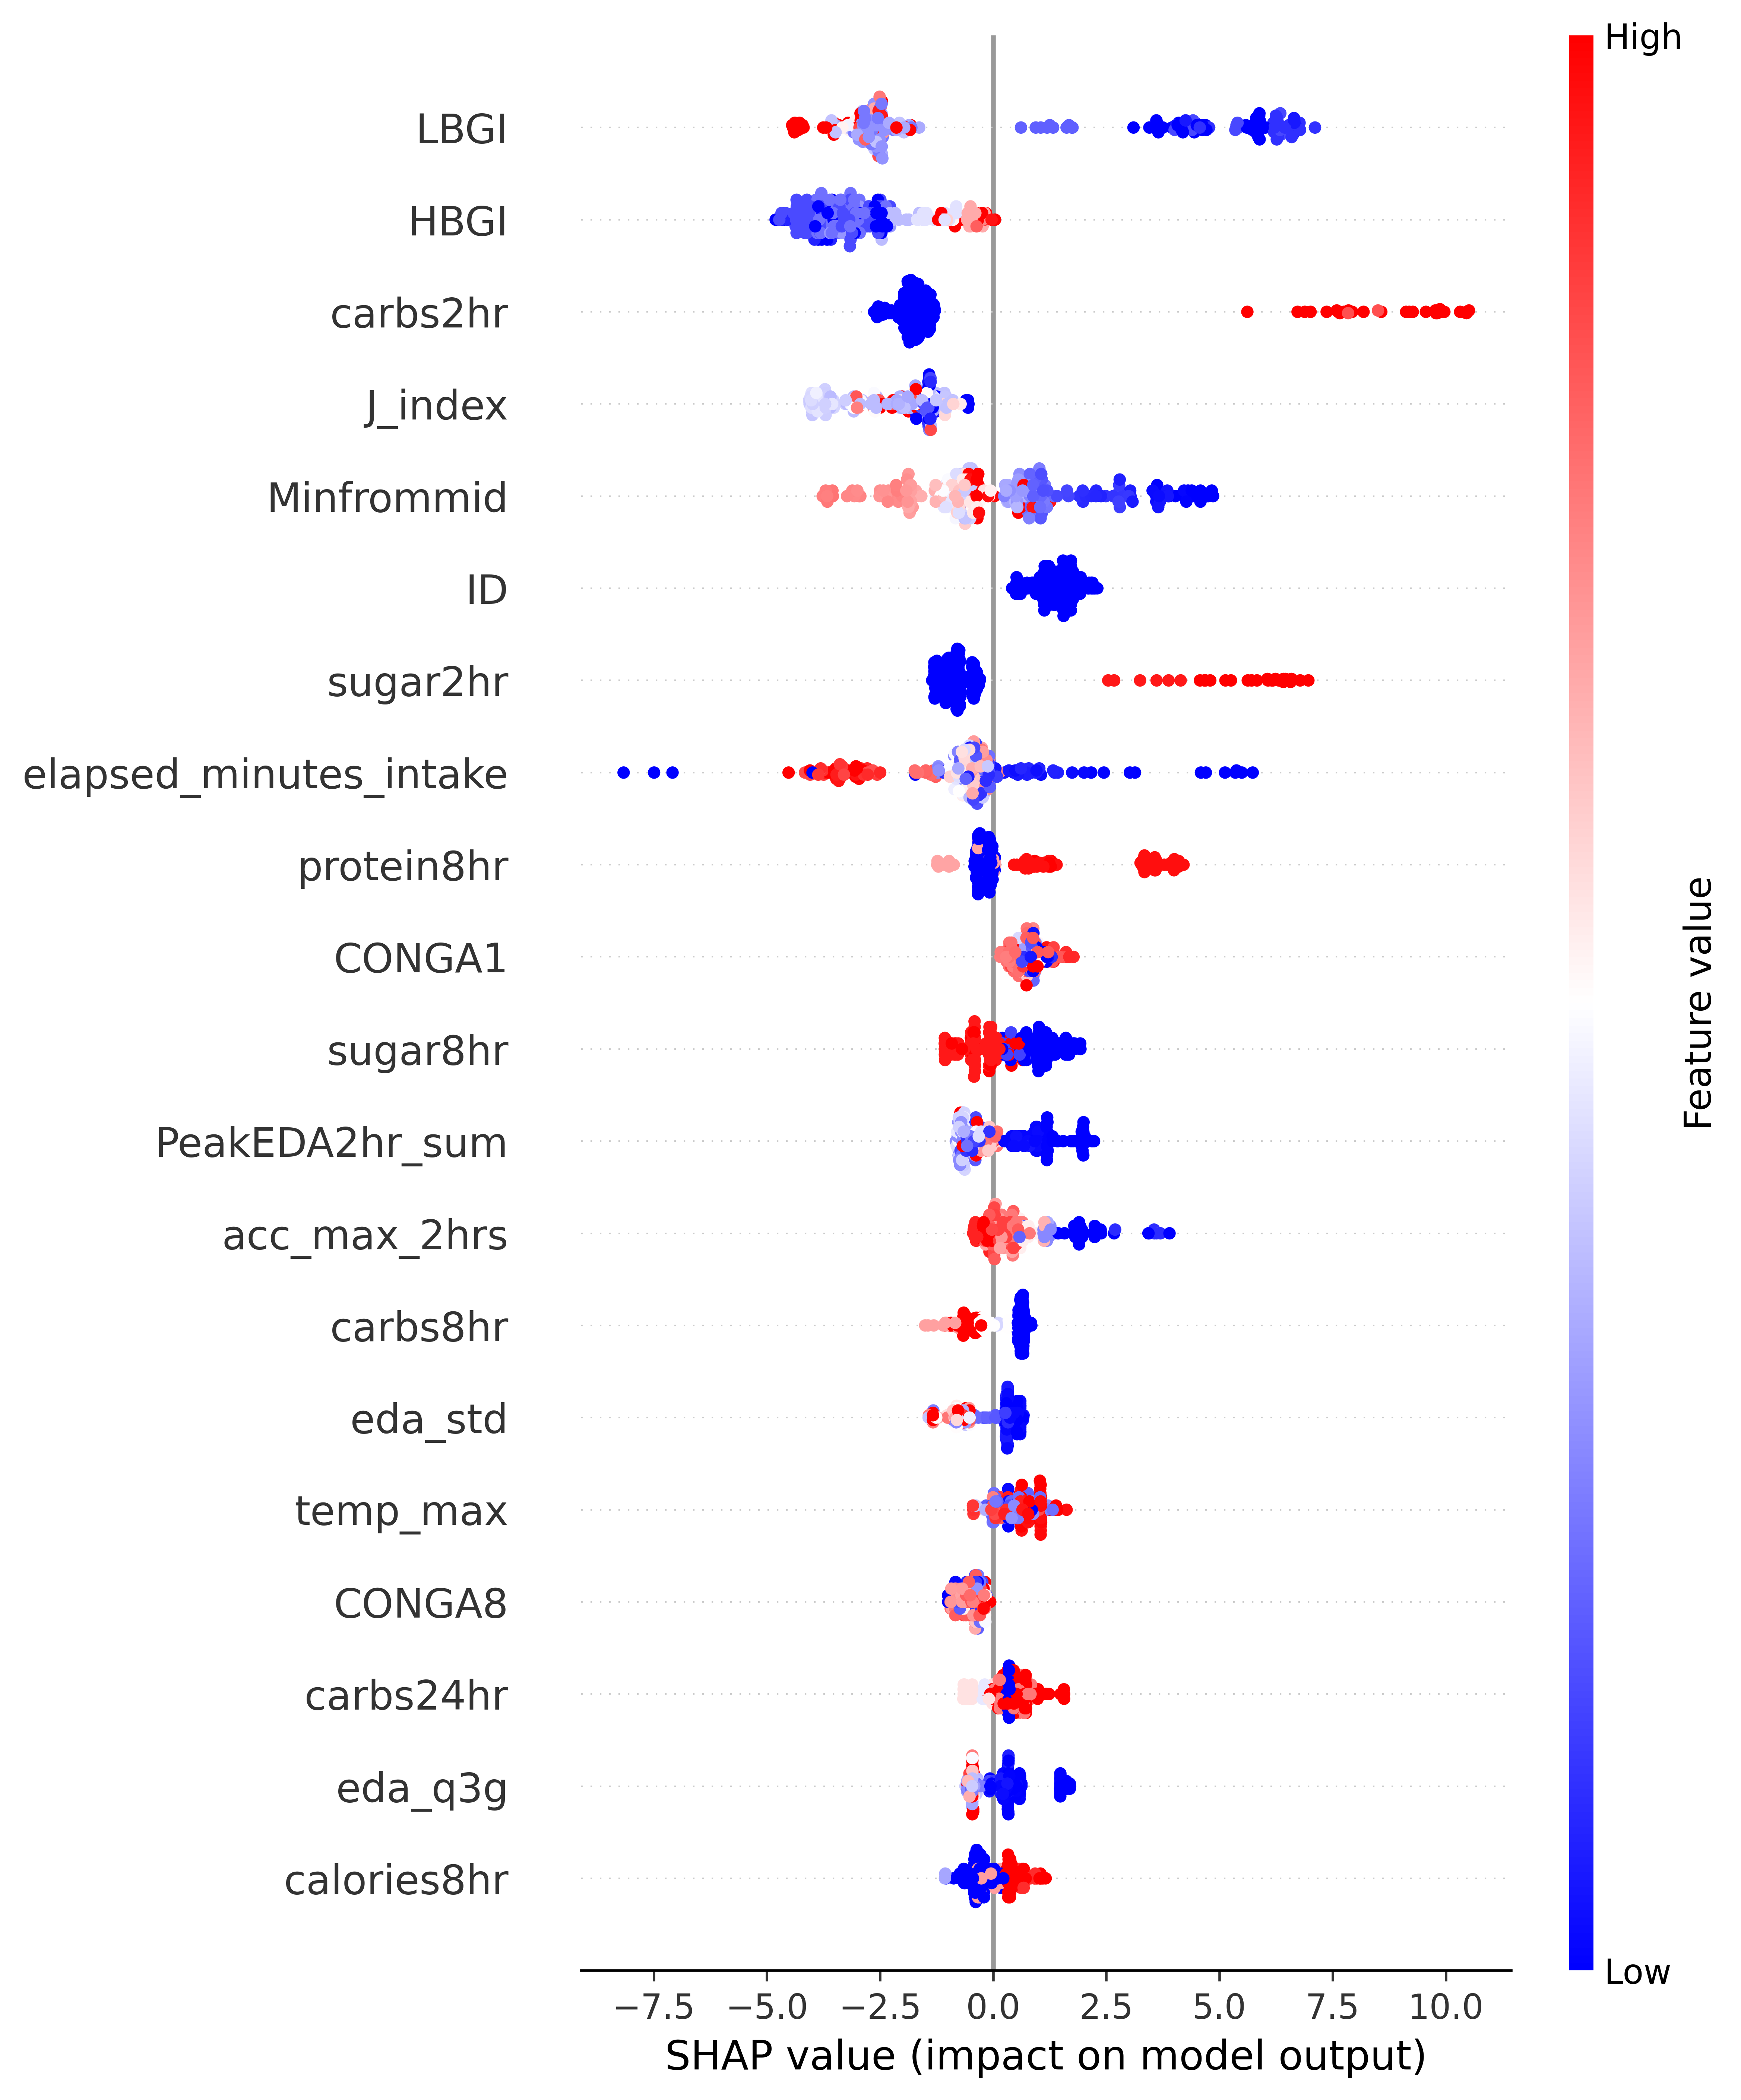 High
LBGI
HBGI
carbs2hr
J_index
Minfrommid
ID
sugar2hr
elapsed_minutes_intake
protein8hr
CONGA1
sugar8hr
PeakEDA2hr_sum
acc_max_2hrs
carbs8hr
eda_std
temp_max
CONGA8
carbs24hr
eda_q3g
calories8hr
Feature value
Low
−7.5 −5.0 −2.5 0.0 2.5 5.0 7.5 10.0
SHAP value (impact on model output)